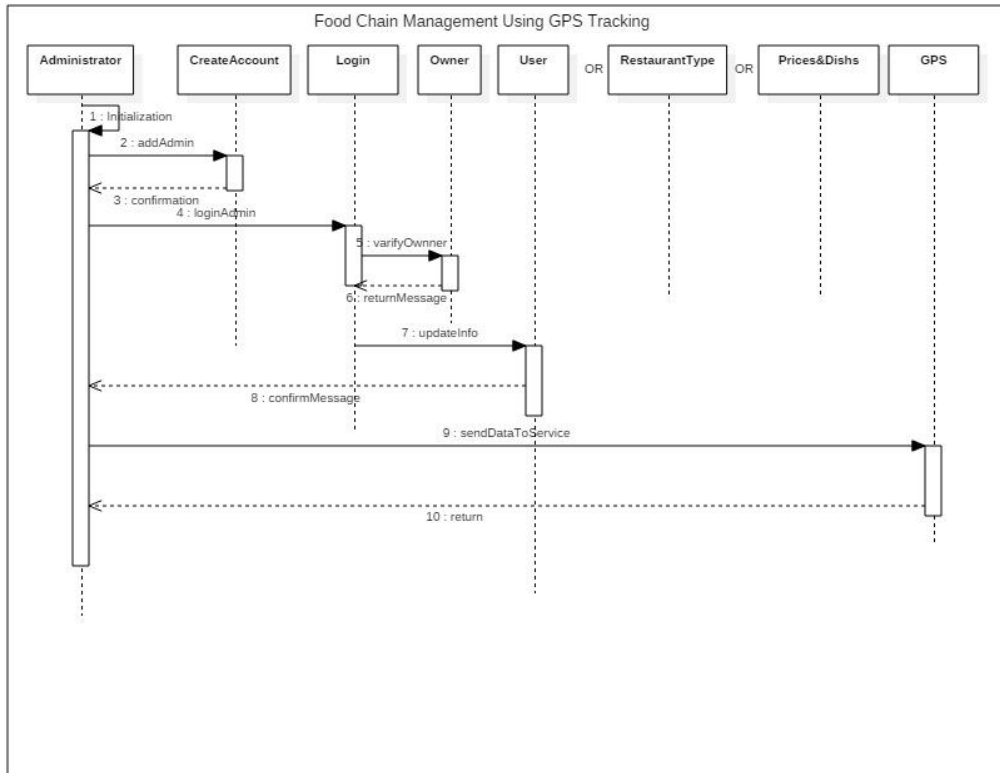 Food Chain Management Using GPS Tracking
Administrator
CreateAccount
Login
Owner
User
OR
RestaurantType
OR
Prices&Dishs
GPS
1 : Initialization
2 : addAdmin
3 : confirmation
4 : loginAdmin
5 : varifyOwnner
6 : returnMessage
7 : updateInfo
8 : confirmMessage
9 : sendDataToService
10 : return